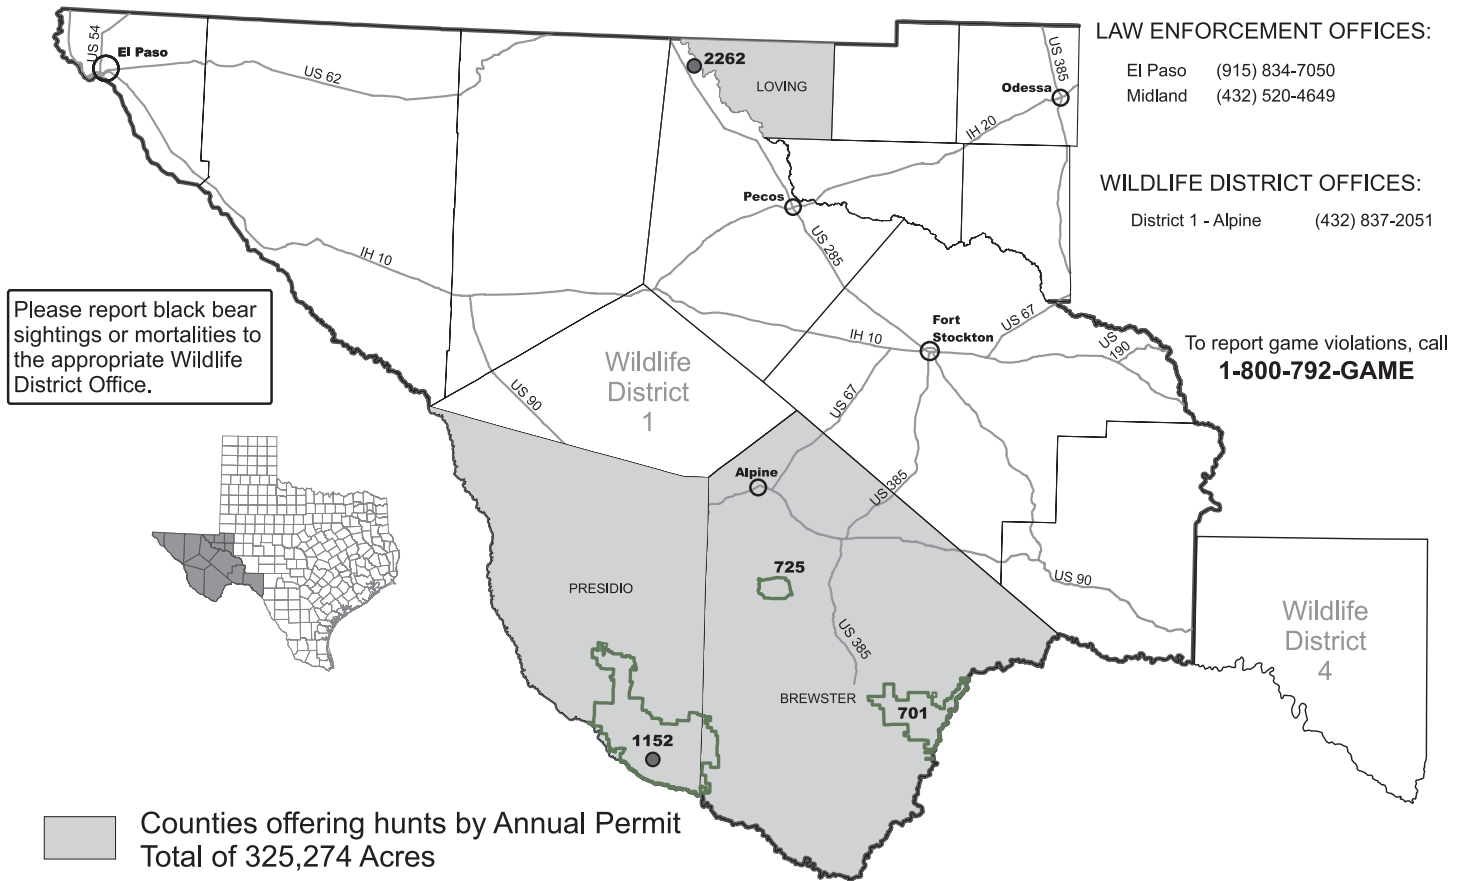 LAW ENFORCEMENT OFFICES:
El Paso (915) 834-7050
Midland (432) 520-4649
WILDLIFE DISTRICT OFFICES:
District 1 - Alpine (432) 837-2051
To report game violations, call
1-800-792-GAME
Please report black bear
sightings or mortalities to
the appropriate Wildlife
District Office.
US 54
El Paso
US 62
2262
LOVING
US 385
Odessa
IH 20
Pecos
US 285
IH 10
IH 10
Fort
Stockton
US 67
US
190
Wildlife
District
1
US 90
US 67
Alpine
US 385
725
PRESIDIO
US 90
US 385
BREWSTER
701
1152
Wildlife
District
4
Counties offering hunts by Annual Permit
Total of 325,274 Acres